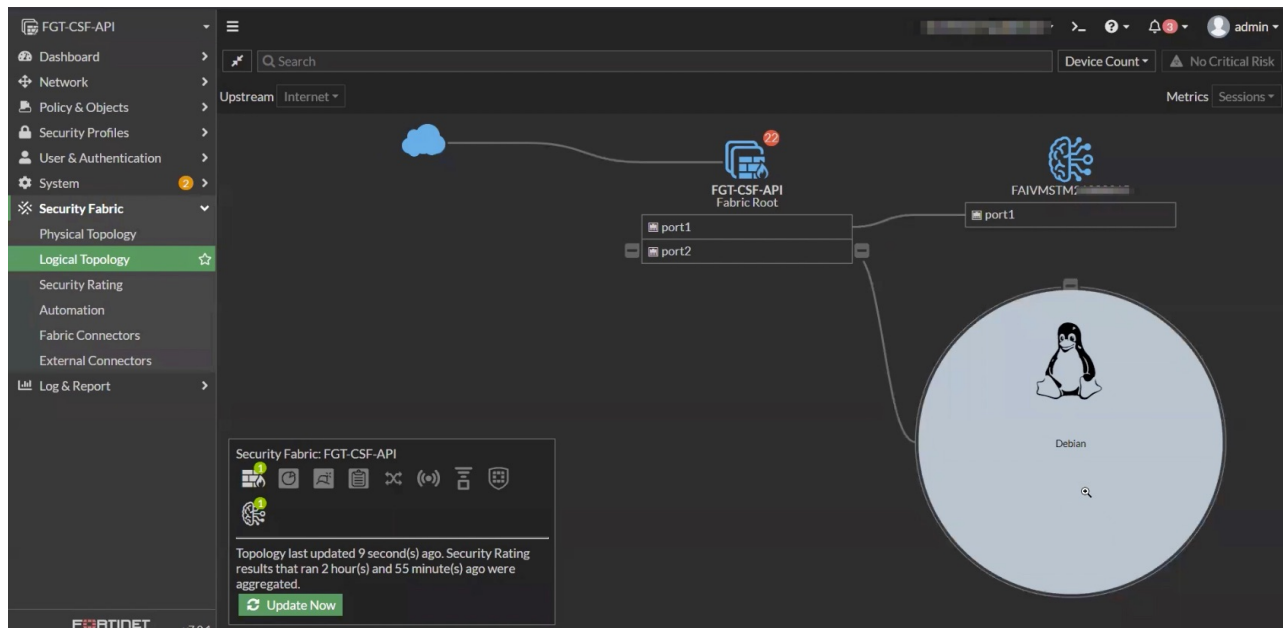 FGT-CSF-API
admin
3
Dashboard
Search
Device Count
No Critical Risk
Network
Upstream Internet
Metrics Sessions
Policy & Objects
Security Profiles
User & Authentication
System 2
Security Fabric
Physical Topology
Logical Topology
Security Rating
Automation
Fabric Connectors
External Connectors
Log & Report
22
FGT-CSF-API
Fabric Root
port1
port2
FAIVMSTM
port1
Debian
Security Fabric: FGT-CSF-API
1
1
Topology last updated 9 second(s) ago. Security Rating
results that ran 2 hour(s) and 55 minute(s) ago were
aggregated.
Update Now
FORTINET